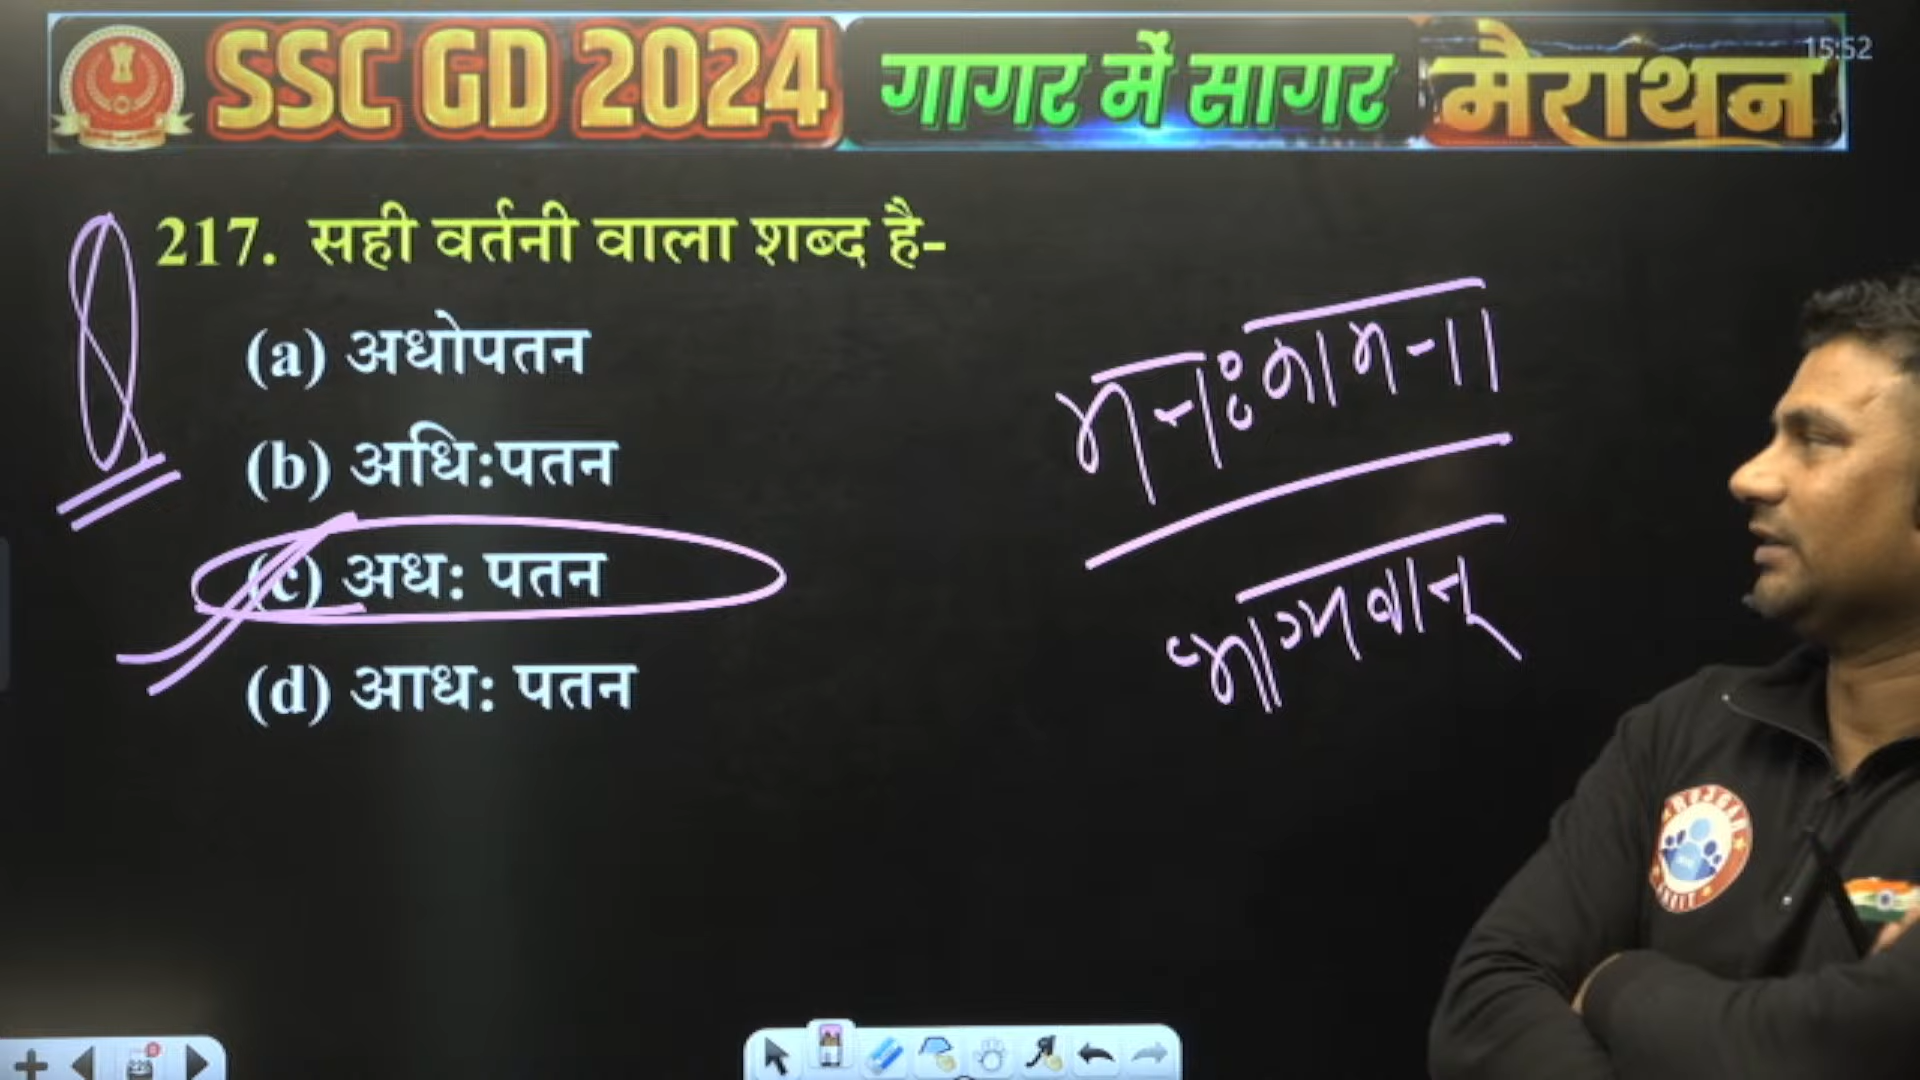 SSC GD 2024 गागर में सागर मैराथन
15:52
217. सही वर्तनी वाला शब्द है-
(a) अधोपतन
(b) अधि:पतन
(c) अध: पतन
(d) आध: पतन
मनःकामना
भाग्यवान्